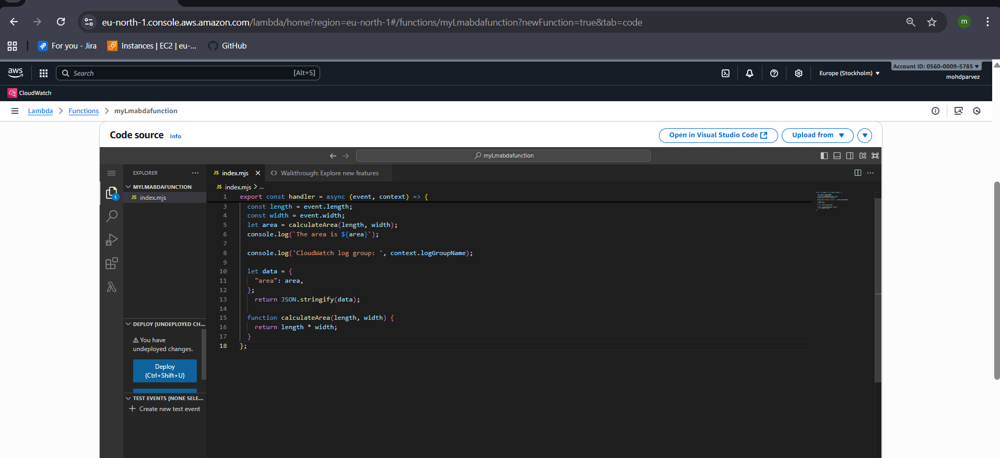 eu-north-1.console.aws.amazon.com/lambda/home?region=eu-north-1#/functions/myLmabdafunction?newFunction=true&tab=code
m
For you - Jira
Instances | EC2 | eu-...
GitHub
aws
Search
[Alt+S]
Europe (Stockholm)
Account ID: 0560-0009-5785
mohdparvez
CloudWatch
Lambda
Functions
myLmabdafunction
Code source
Info
Open in Visual Studio Code
Upload from
myLmabdafunction
EXPLORER
JS index.mjs
Walkthrough: Explore new features
MYLMABDAFUNCTION
JS index.mjs
1
JS index.mjs > ...
1 export const handler = async (event, context) => {
3 const length = event.length;
4 const width = event.width;
5 let area = calculateArea(length, width);
6 console.log(`The area is ${area}`);
7
8 console.log('CloudWatch log group: ', context.logGroupName);
9
10 let data = {
11 "area": area,
12 };
13 return JSON.stringify(data);
14
15 function calculateArea(length, width) {
16 return length * width;
17 }
18 };
DEPLOY [UNDEPLOYED CH...
You have
undeployed changes.
Deploy
(Ctrl+Shift+U)
TEST EVENTS [NONE SELE...
Create new test event